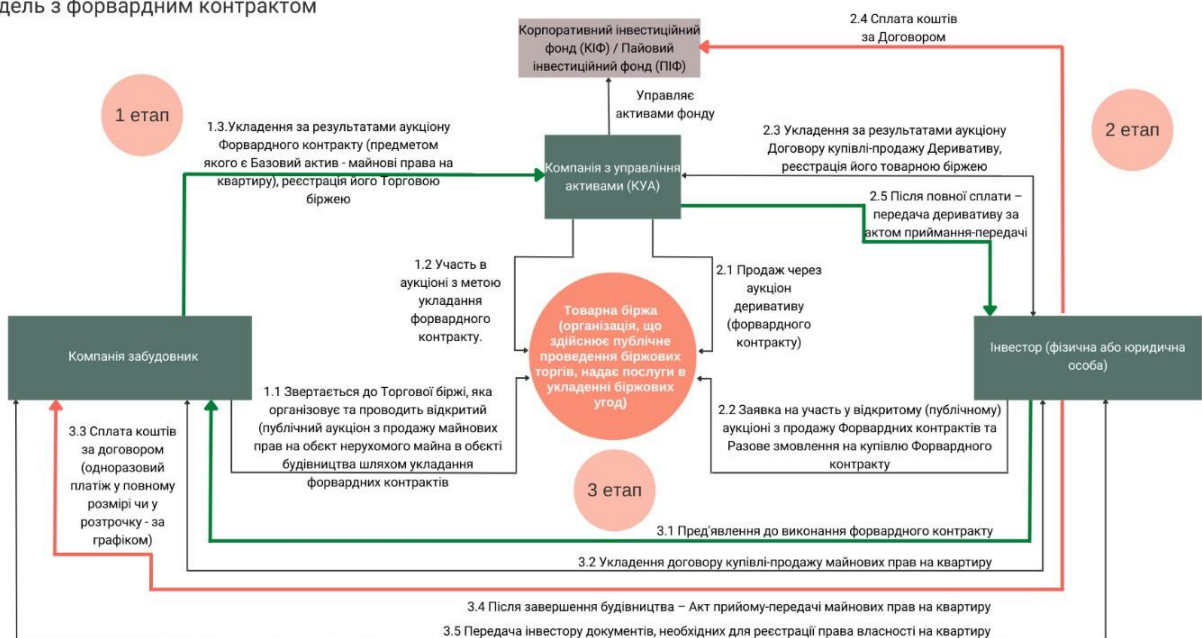 дель з форвардним контрактом
2.4 Сплата коштів
за Договором
Корпоративний інвестиційний
фонд (КІФ) / Пайовий
інвестиційний фонд (ПІФ)
1 етап
Управляє
активами фонду
2 етап
1.3.Укладення за результатами аукціону
Форвардного контракту (предметом
якого є Базовий актив - майнові права на
квартиру), реєстрація його Торговою
біржею
2.3 Укладення за результатами аукціону
Договору купівлі-продажу Деривативу,
реєстрація його товарною біржею
Компанія з управління
активами (КУА)
2.5 Після повної сплати –
передача деривативу за
актом приймання-передачі
1.2 Участь в
аукціоні з метою
укладання
форвардного
контракту.
2.1 Продаж через
аукціон
деривативу
(форвардного
контракту)
Товарна біржа
(організація, що
здійснює публічне
проведення біржових
торгів, надає послуги в
укладенні біржових
угод)
Компанія забудовник
Інвестор (фізична або юридична
особа)
1.1 Звертається до Торгової біржі, яка
організовує та проводить відкритий
(публічний аукціон з продажу майнових
прав на обєкт нерухомого майна в обєкті
будівництва шляхом укладання
форвардних контрактів
2.2 Заявка на участь у відкритому (публічному)
аукціоні з продажу Форвардних контрактів та
Разове змовлення на купівлю Форвардного
контракту
3.3 Сплата коштів
за договором
(одноразовий
платіж у повному
розмірі чи у
розтрочку - за
графіком)
3 етап
3.1 Пред'явлення до виконання форвардного контракту
3.2 Укладення договору купівлі-продажу майнових прав на квартиру
3.4 Після завершення будівництва – Акт прийому-передачі майнових прав на квартиру
3.5 Передача інвестору документів, необхідних для реєстрації права власності на квартиру